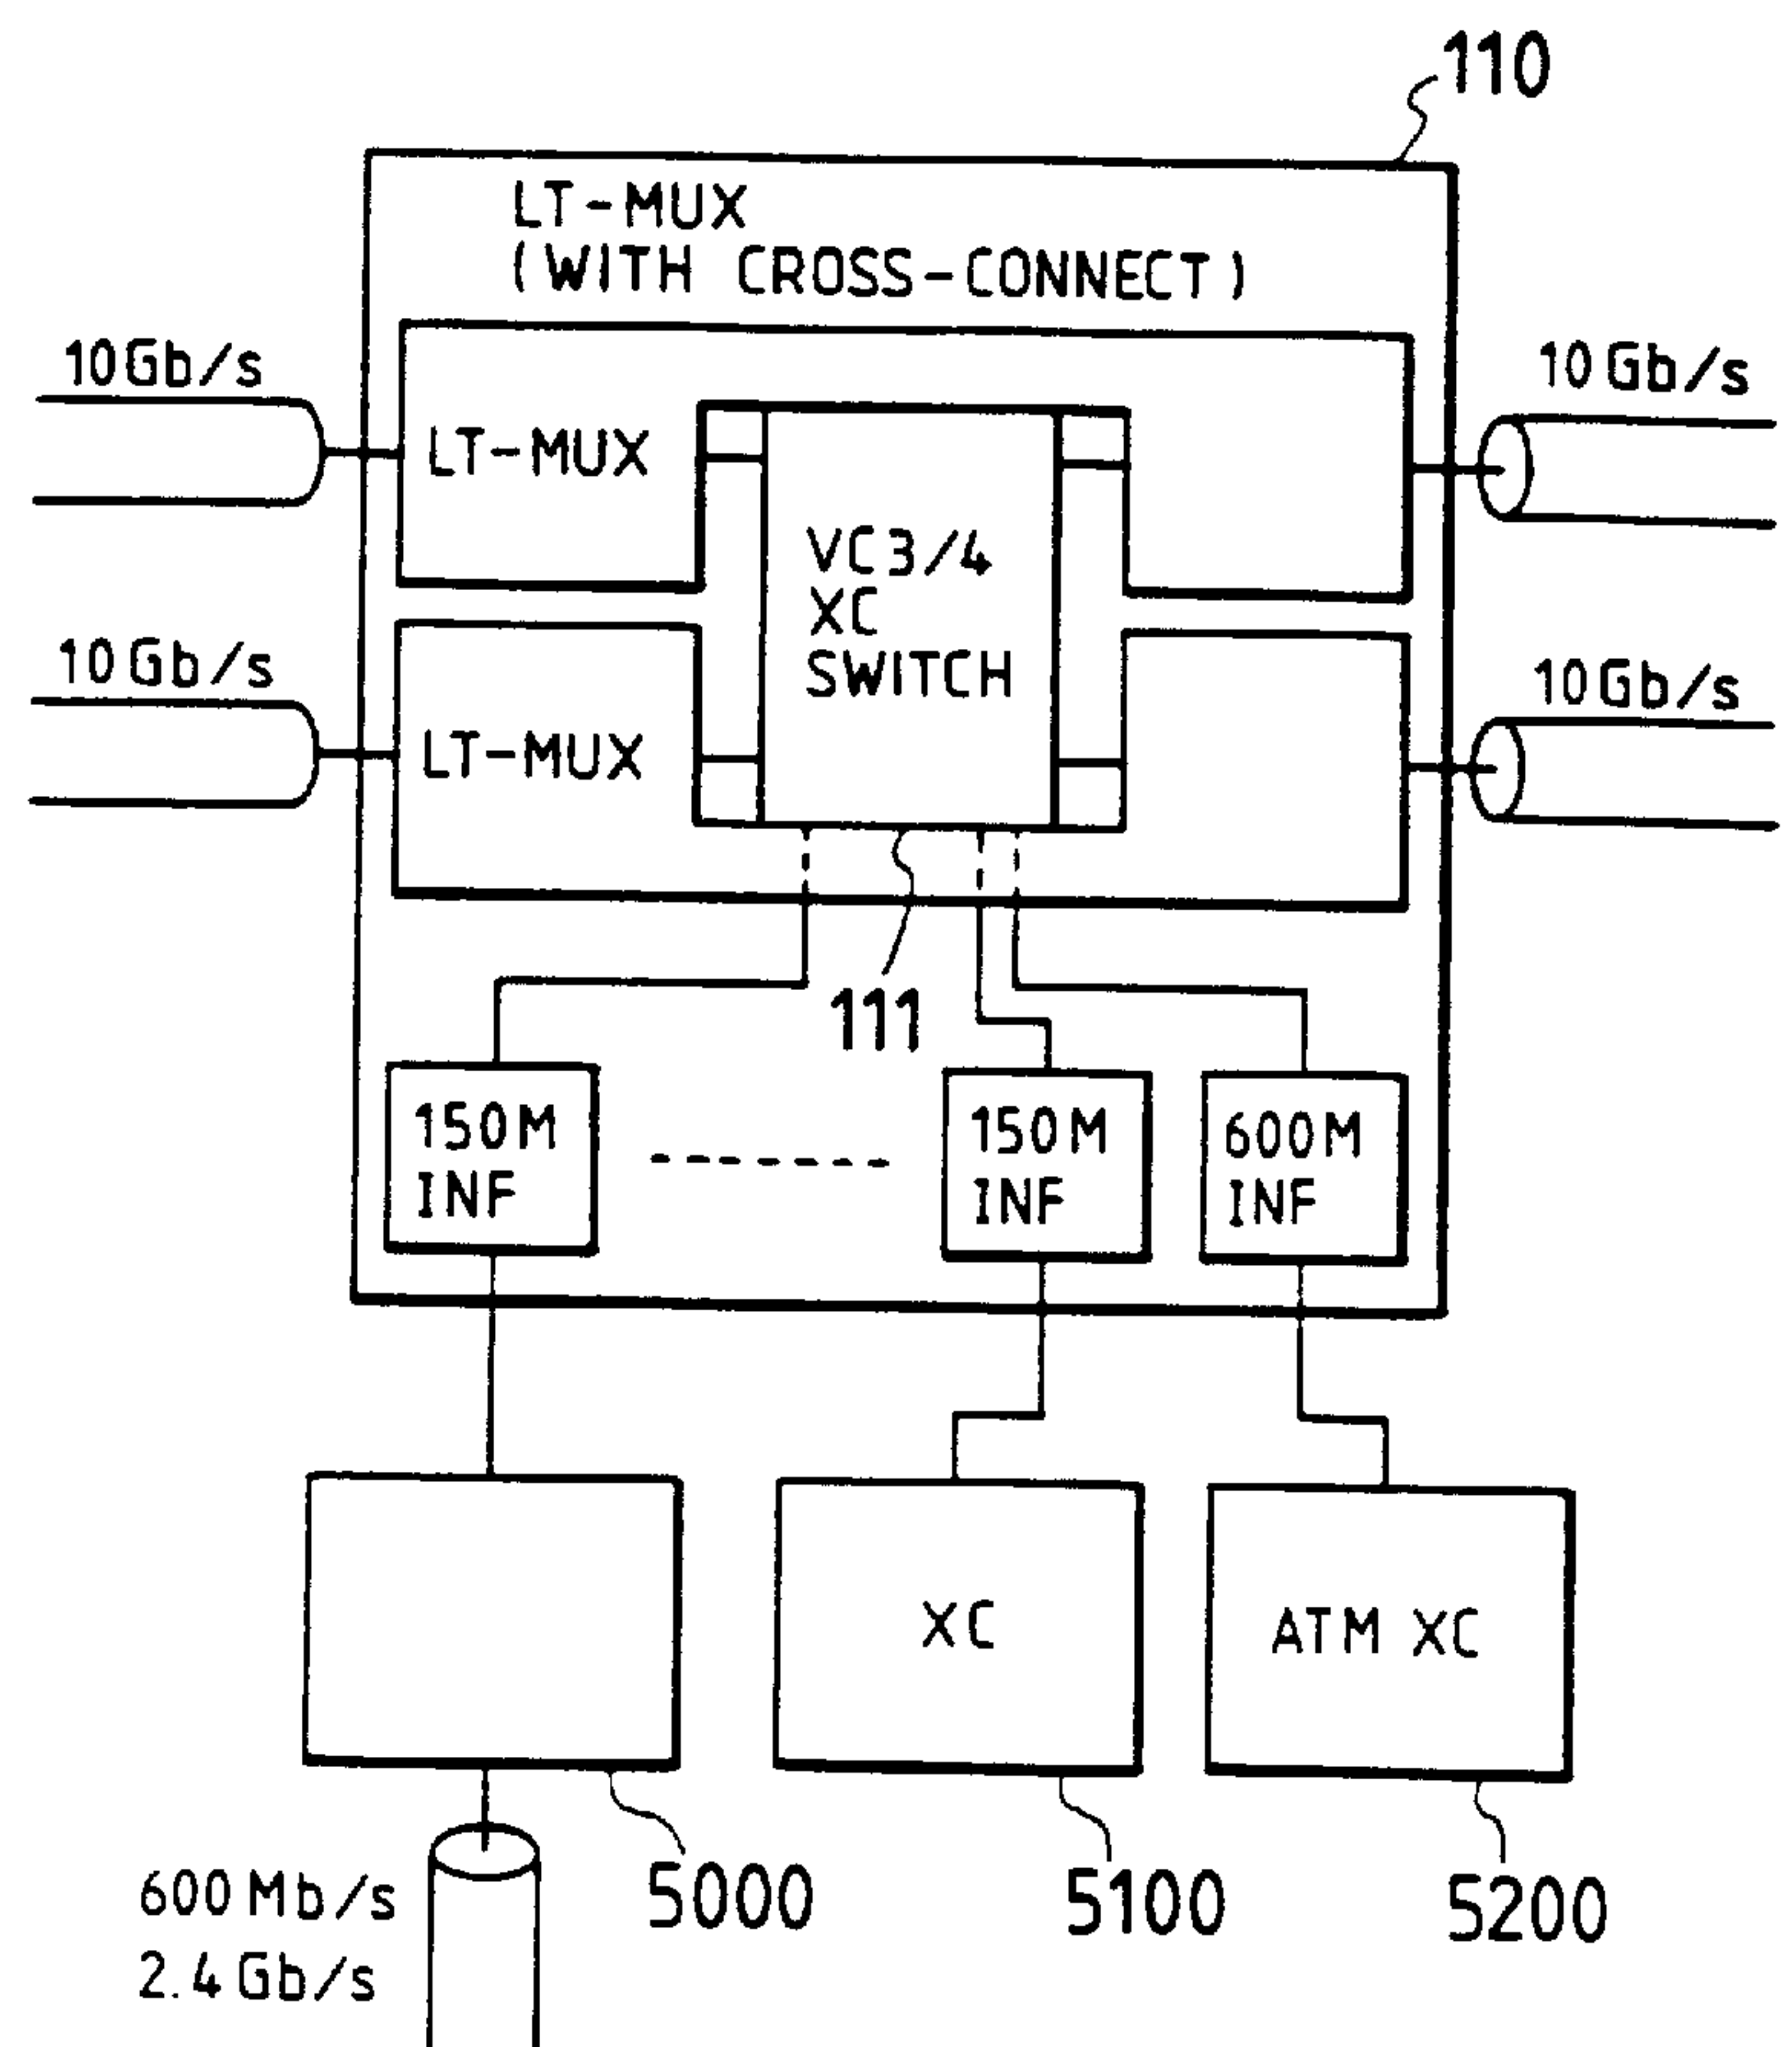 110
LT-MUX
(WITH CROSS-CONNECT)
10Gb/s
10Gb/s
LT-MUX
VC3/4
XC
SWITCH
10Gb/s
10Gb/s
LT-MUX
111
150M
INF
150M
INF
600M
INF
XC
ATM XC
5000
5100
5200
600Mb/s
2.4Gb/s